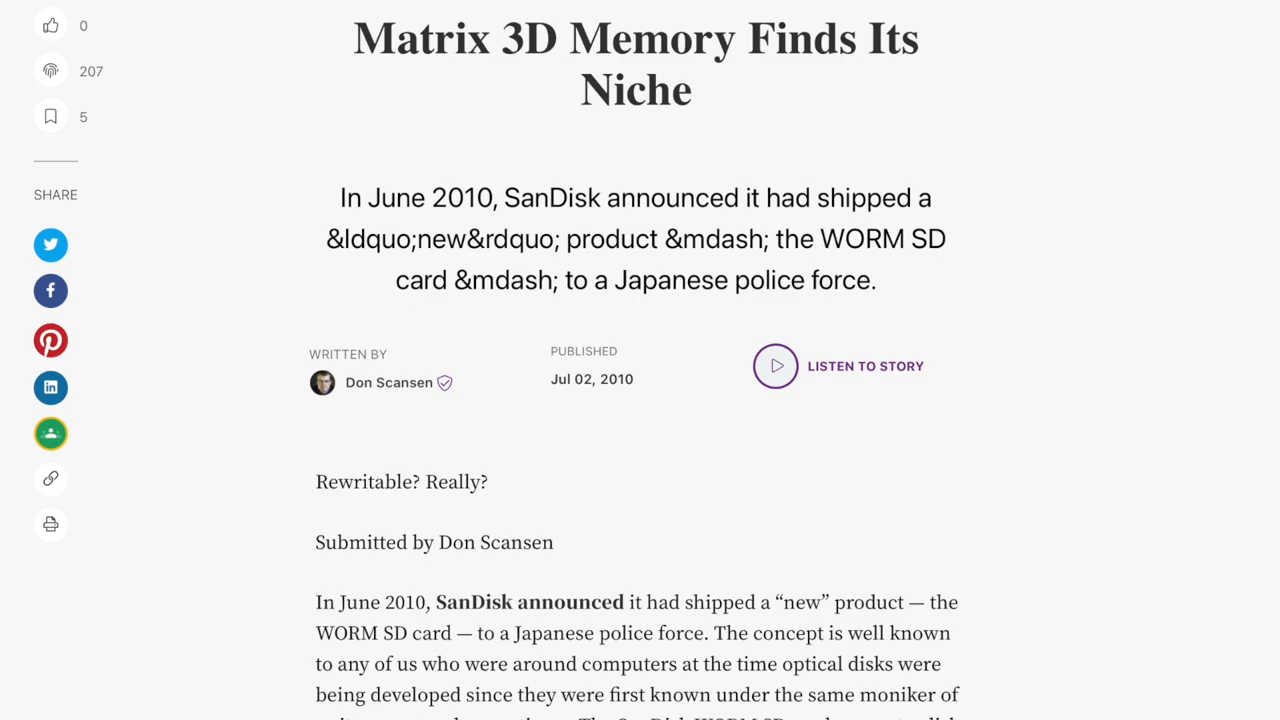 0
207
5
SHARE
Matrix 3D Memory Finds Its
Niche
In June 2010, SanDisk announced it had shipped a
&ldquo;new&rdquo; product &mdash; the WORM SD
card &mdash; to a Japanese police force.
WRITTEN BY
Don Scansen
PUBLISHED
Jul 02, 2010
LISTEN TO STORY
Rewritable? Really?
Submitted by Don Scansen
In June 2010, SanDisk announced it had shipped a “new” product — the
WORM SD card — to a Japanese police force. The concept is well known
to any of us who were around computers at the time optical disks were
being developed since they were first known under the same moniker of